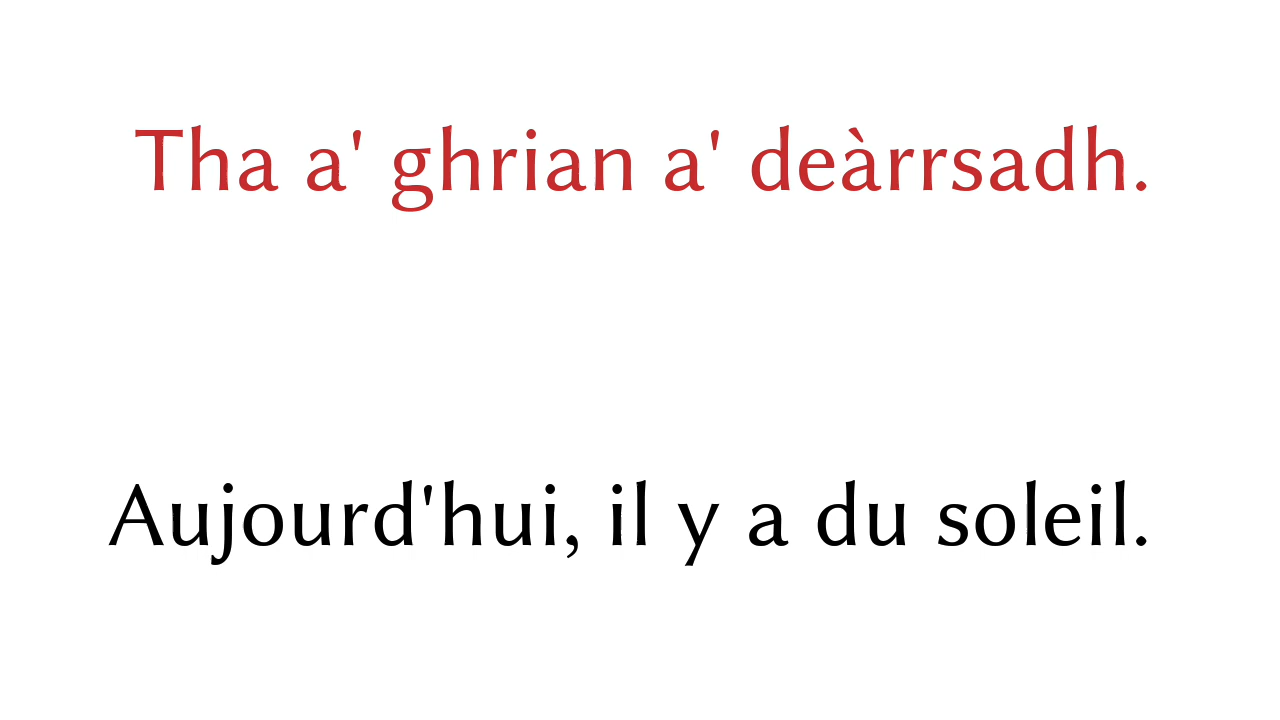 Tha a' ghrian a' deàrrsadh.
Aujourd'hui, il y a du soleil.